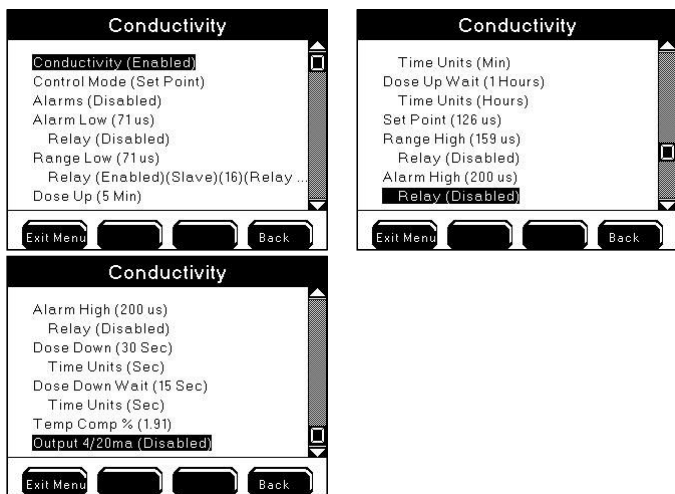 Conductivity
Conductivity (Enabled)
Control Mode (Set Point)
Alarms (Disabled)
Alarm Low (71 us)
Relay (Disabled)
Range Low (71 us)
Relay (Enabled)(Slave)(16)(Relay ...
Dose Up (5 Min)
Exit Menu
Back
Conductivity
Time Units (Min)
Dose Up Wait (1 Hours)
Time Units (Hours)
Set Point (126 us)
Range High (159 us)
Relay (Disabled)
Alarm High (200 us)
Relay (Disabled)
Exit Menu
Back
Conductivity
Alarm High (200 us)
Relay (Disabled)
Dose Down (30 Sec)
Time Units (Sec)
Dose Down Wait (15 Sec)
Time Units (Sec)
Temp Comp % (1.91)
Output 4/20ma (Disabled)
Exit Menu
Back